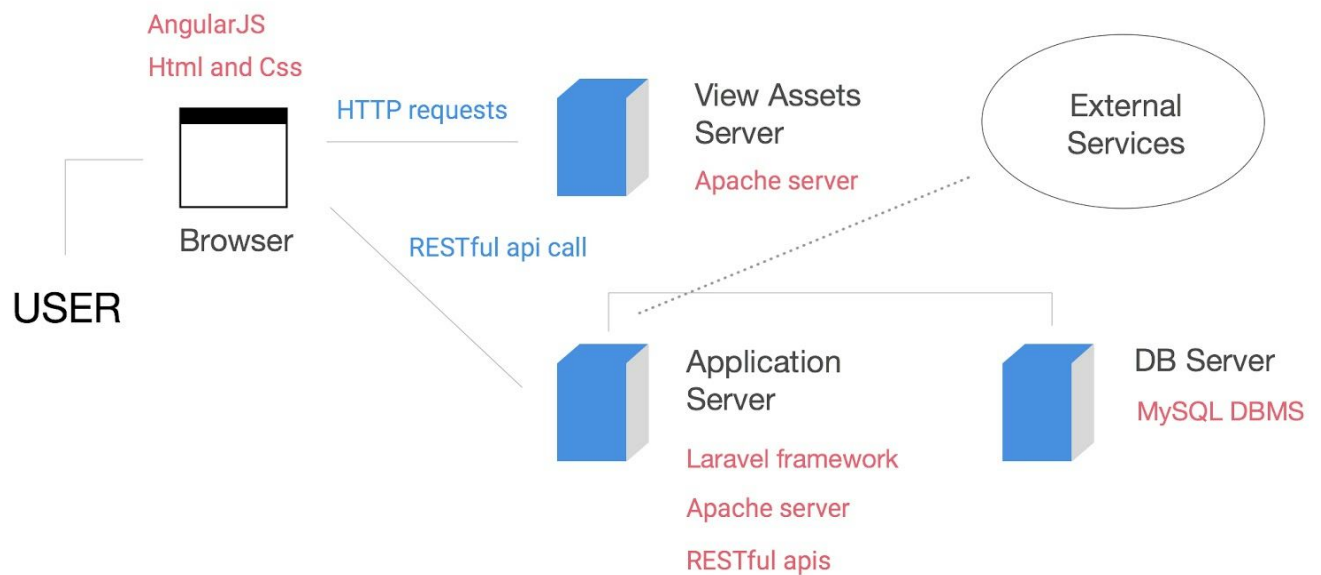 AngularJS
Html and Css
Browser
USER
HTTP requests
RESTful api call
View Assets
Server
Apache server
External
Services
Application
Server
Laravel framework
Apache server
RESTful apis
DB Server
MySQL DBMS